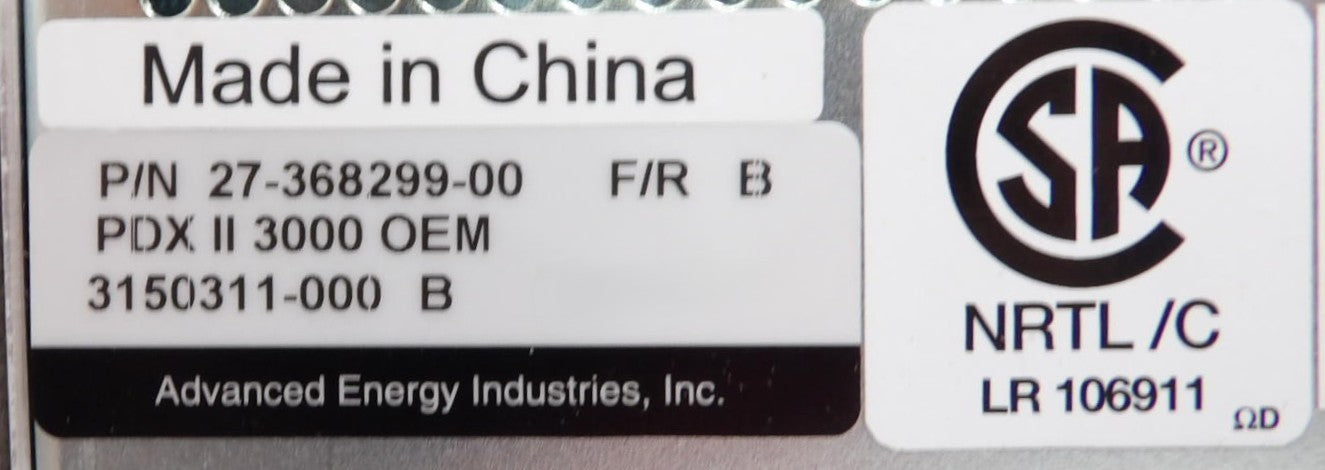 Made in China
P/N 27-368299-00 F/R B
PDX II 3000 OEM
3150311-000 B
Advanced Energy Industries, Inc.
CSA ®
NRTL /C
LR 106911
ΩD